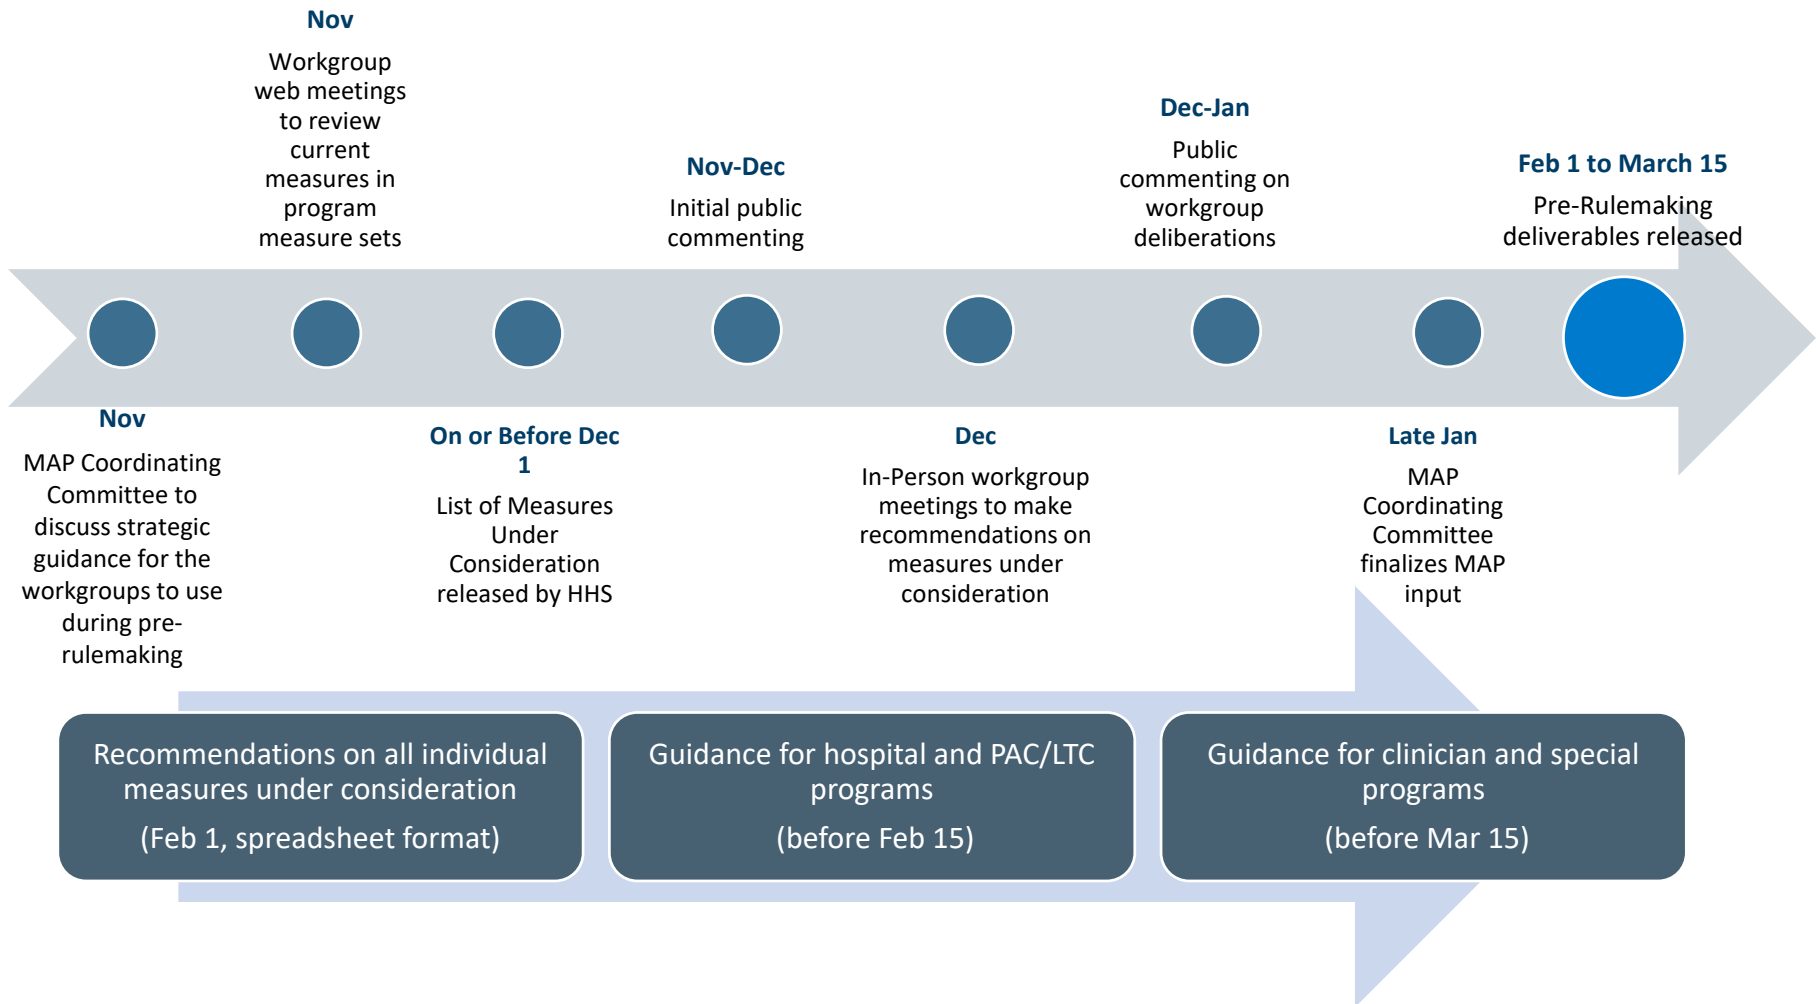 Nov
Workgroup
web meetings
to review
current
measures in
program
measure sets
Nov-Dec
Initial public
commenting
Dec-Jan
Public
commenting on
workgroup
deliberations
Feb 1 to March 15
Pre-Rulemaking
deliverables released
Nov
MAP Coordinating
Committee to
discuss strategic
guidance for the
workgroups to use
during pre-
rulemaking
On or Before Dec
1
List of Measures
Under
Consideration
released by HHS
Dec
In-Person workgroup
meetings to make
recommendations on
measures under
consideration
Late Jan
MAP
Coordinating
Committee
finalizes MAP
input
Recommendations on all individual
measures under consideration
(Feb 1, spreadsheet format)
Guidance for hospital and PAC/LTC
programs
(before Feb 15)
Guidance for clinician and special
programs
(before Mar 15)